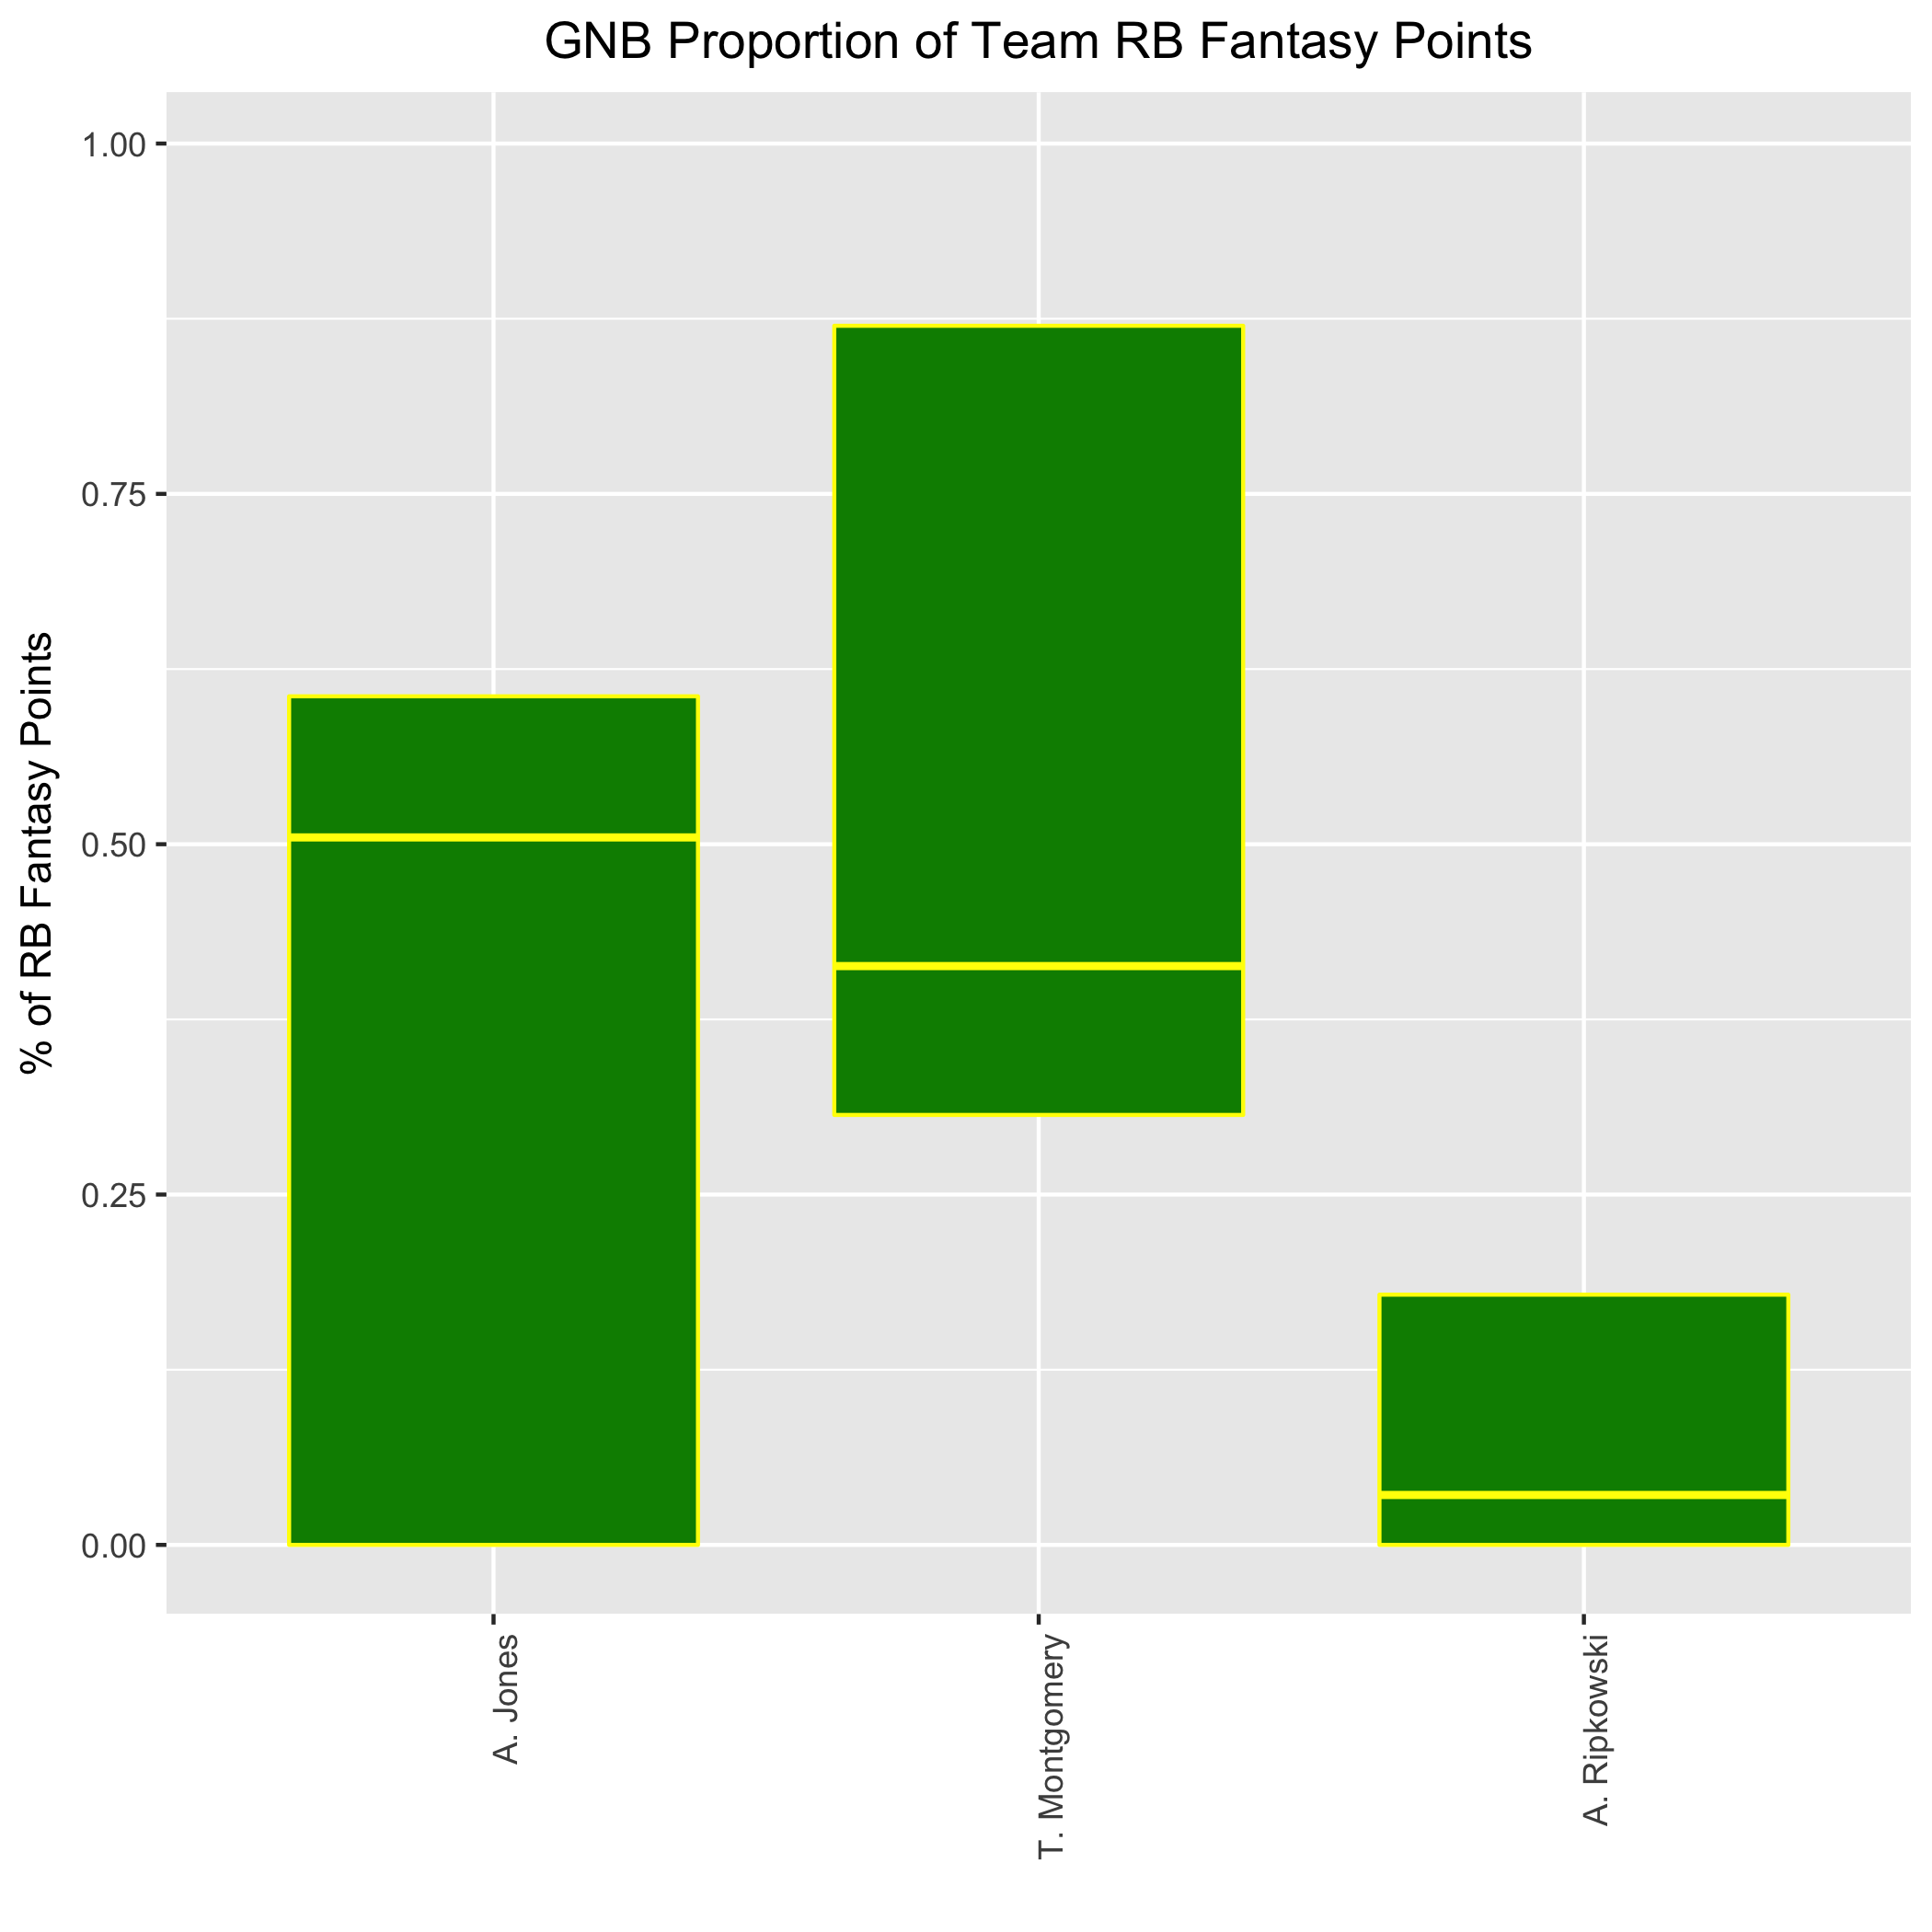 GNB Proportion of Team RB Fantasy Points
% of RB Fantasy Points
1.00
0.75
0.50
0.25
0.00
A. Jones
T. Montgomery
A. Ripkowski